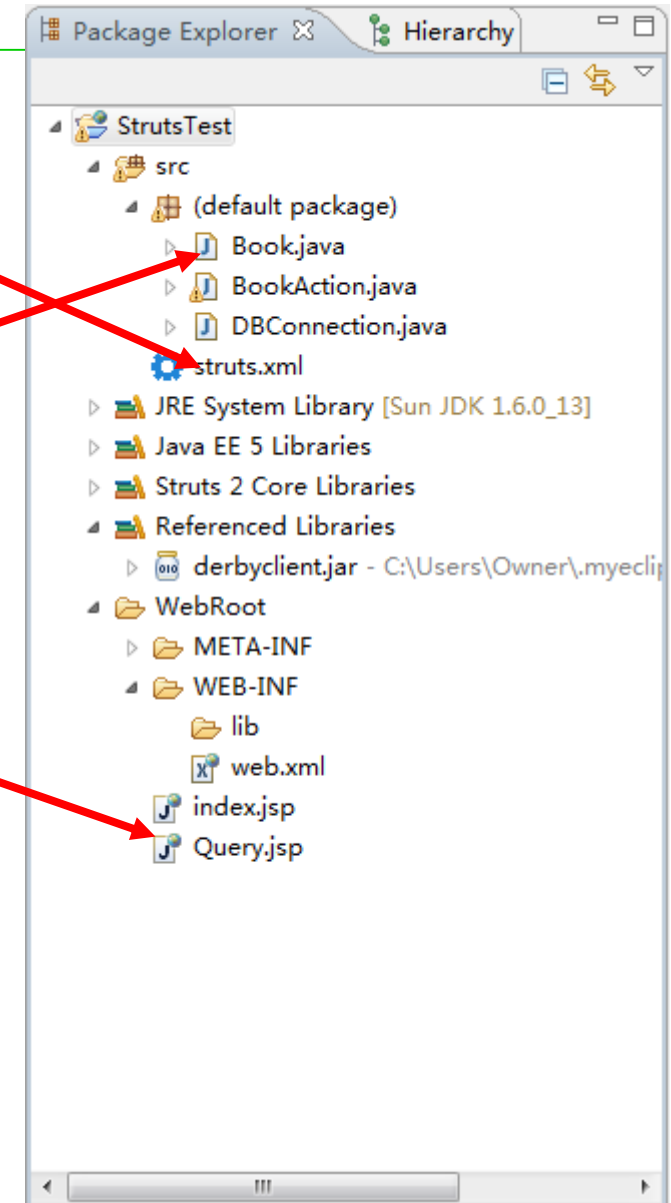 Package Explorer Hierarchy
StrutsTest
src
(default package)
Book.java
BookAction.java
DBConnection.java
struts.xml
JRE System Library [Sun JDK 1.6.0_13]
Java EE 5 Libraries
Struts 2 Core Libraries
Referenced Libraries
derbyclient.jar - C:\Users\Owner\.myeclip
WebRoot
META-INF
WEB-INF
lib
web.xml
index.jsp
Query.jsp